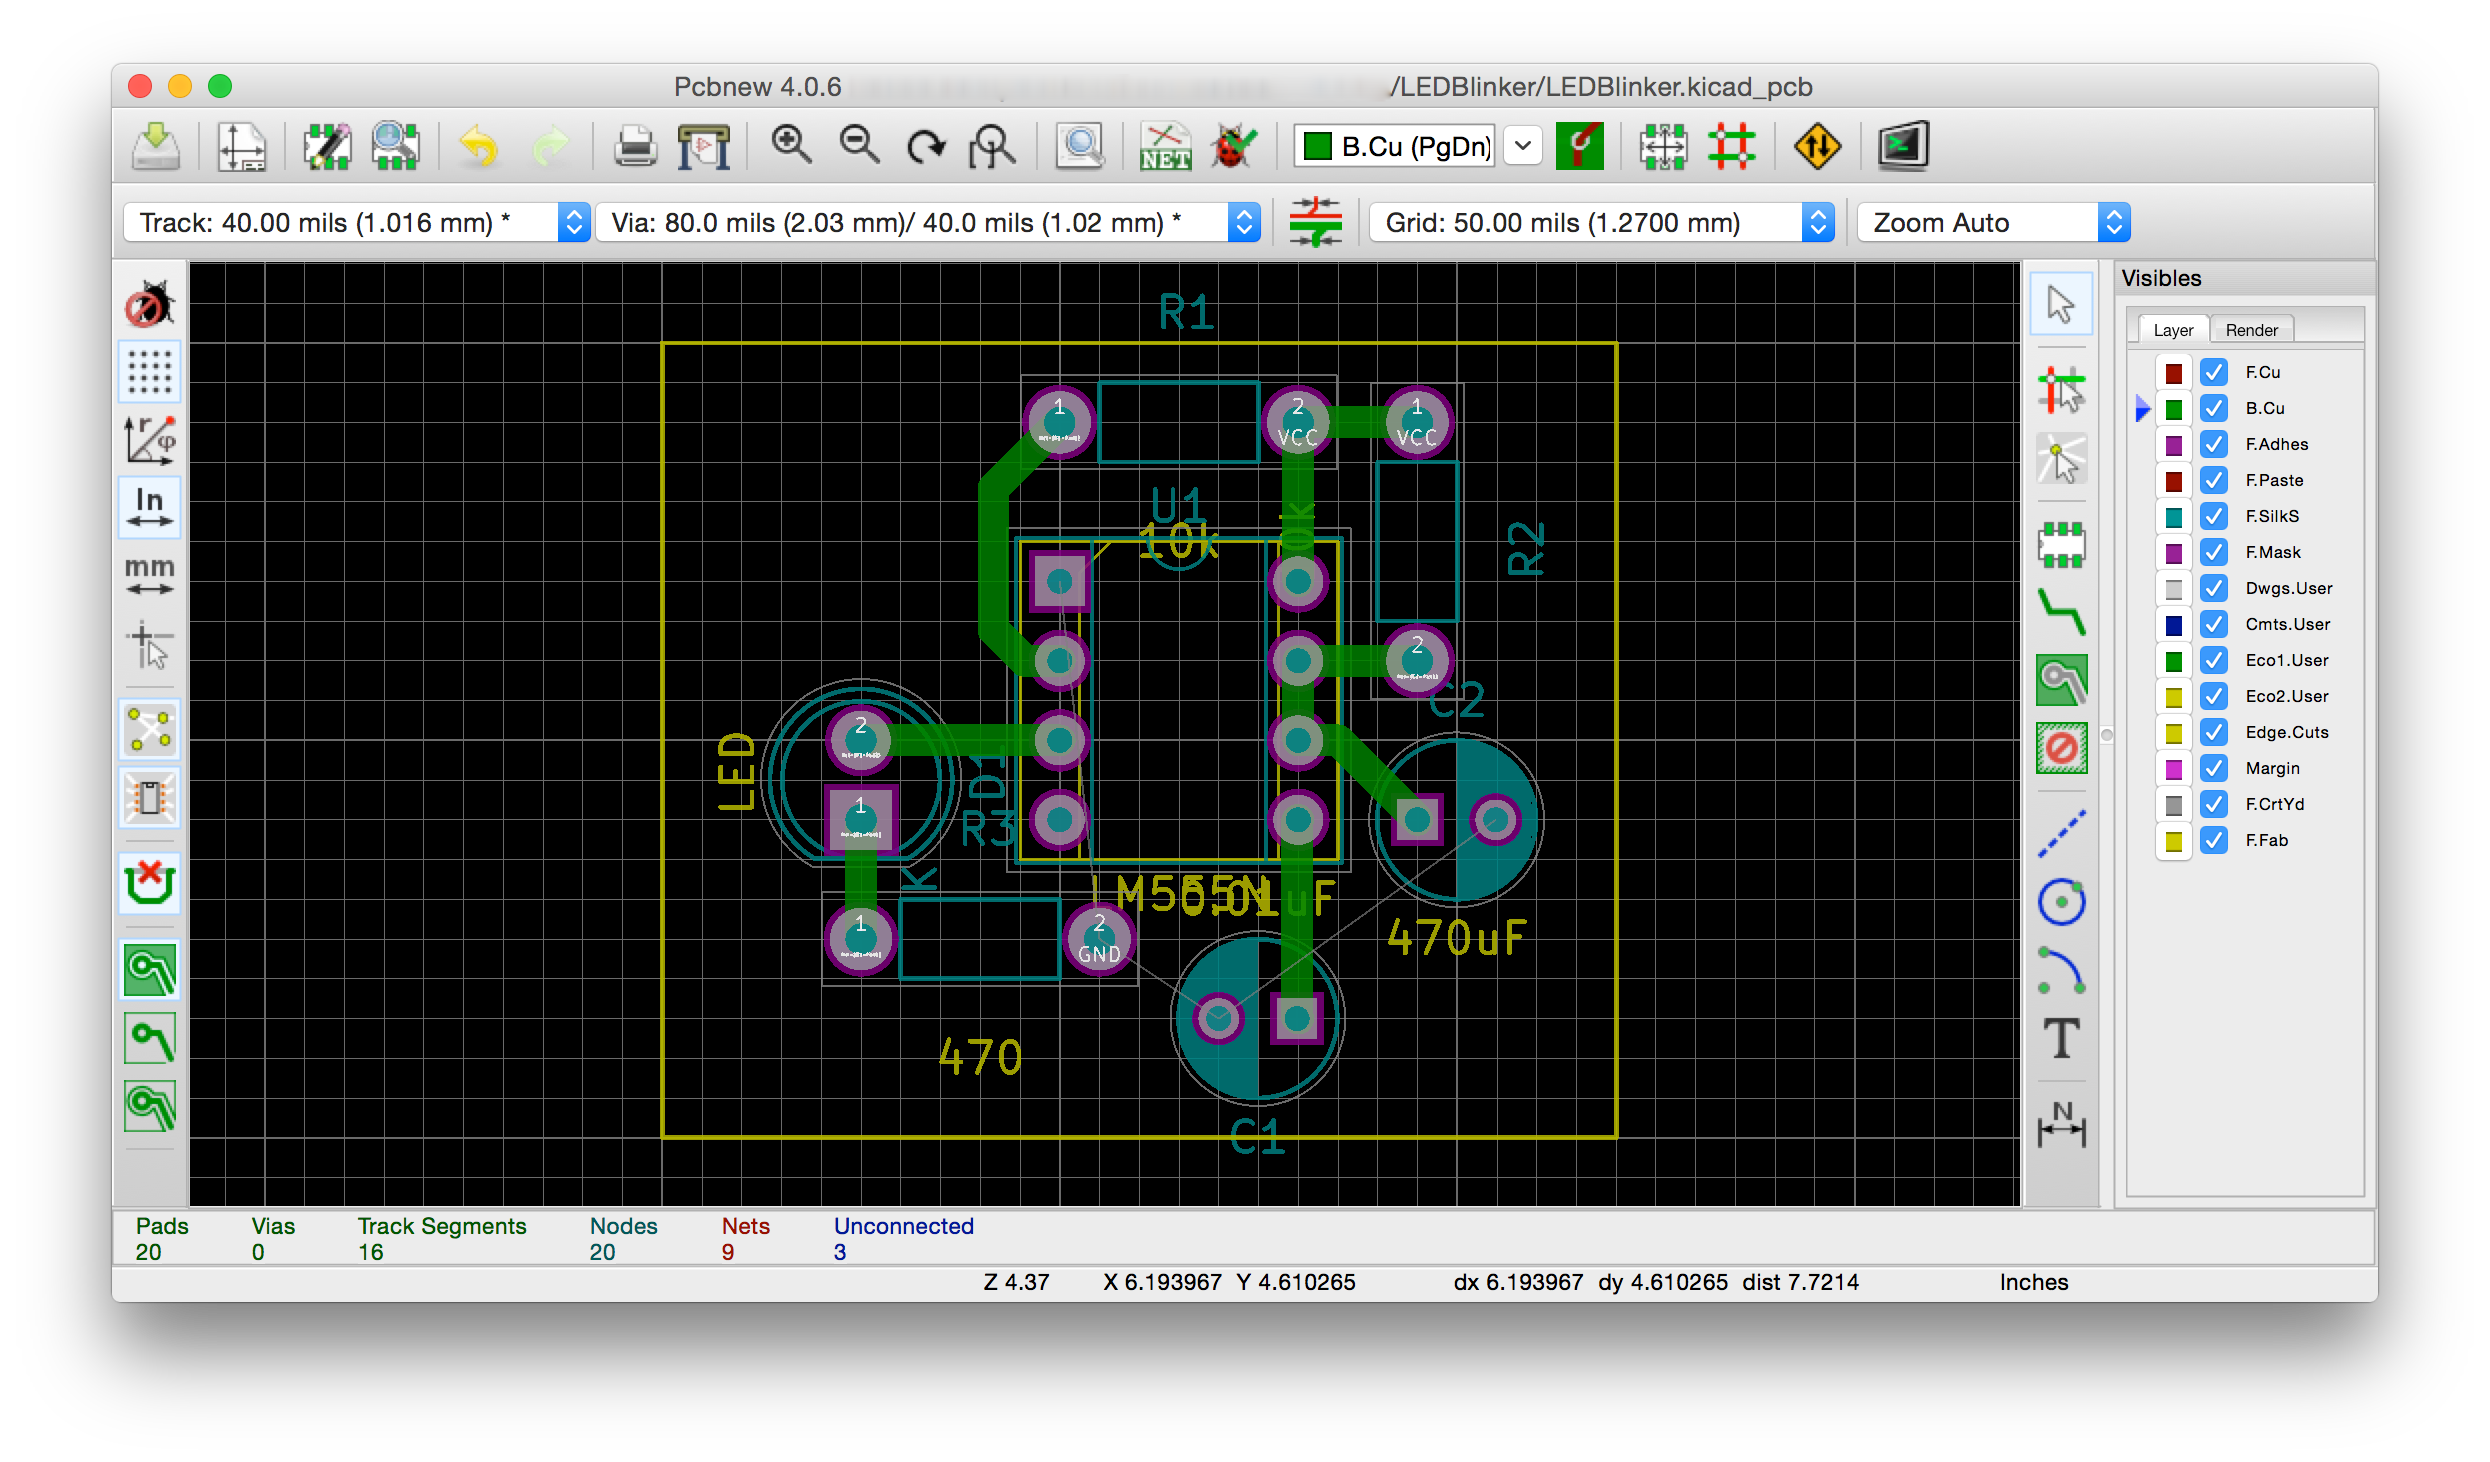 Pcbnew 4.0.6 /LEDBlinker/LEDBlinker.kicad_pcb
NET B.Cu (PgDn)
Track: 40.00 mils (1.016 mm) * Via: 80.0 mils (2.03 mm)/ 40.0 mils (1.02 mm) * Grid: 50.00 mils (1.2700 mm) Zoom Auto
Visibles
Layer Render
F.Cu
B.Cu
F.Adhes
F.Paste
F.SilkS
F.Mask
Dwgs.User
Cmts.User
Eco1.User
Eco2.User
Edge.Cuts
Margin
F.CrtYd
F.Fab
r φ
In
mm
T
N
R1
1 2 1
VCC VCC
U1
10k
R2
2
C2
2
LED
D1
1
R3
K
LM555N
0.01uF
470uF
1 2
GND
470
C1
Pads Vias Track Segments Nodes Nets Unconnected
20 0 16 20 9 3
Z 4.37 X 6.193967 Y 4.610265 dx 6.193967 dy 4.610265 dist 7.7214 Inches